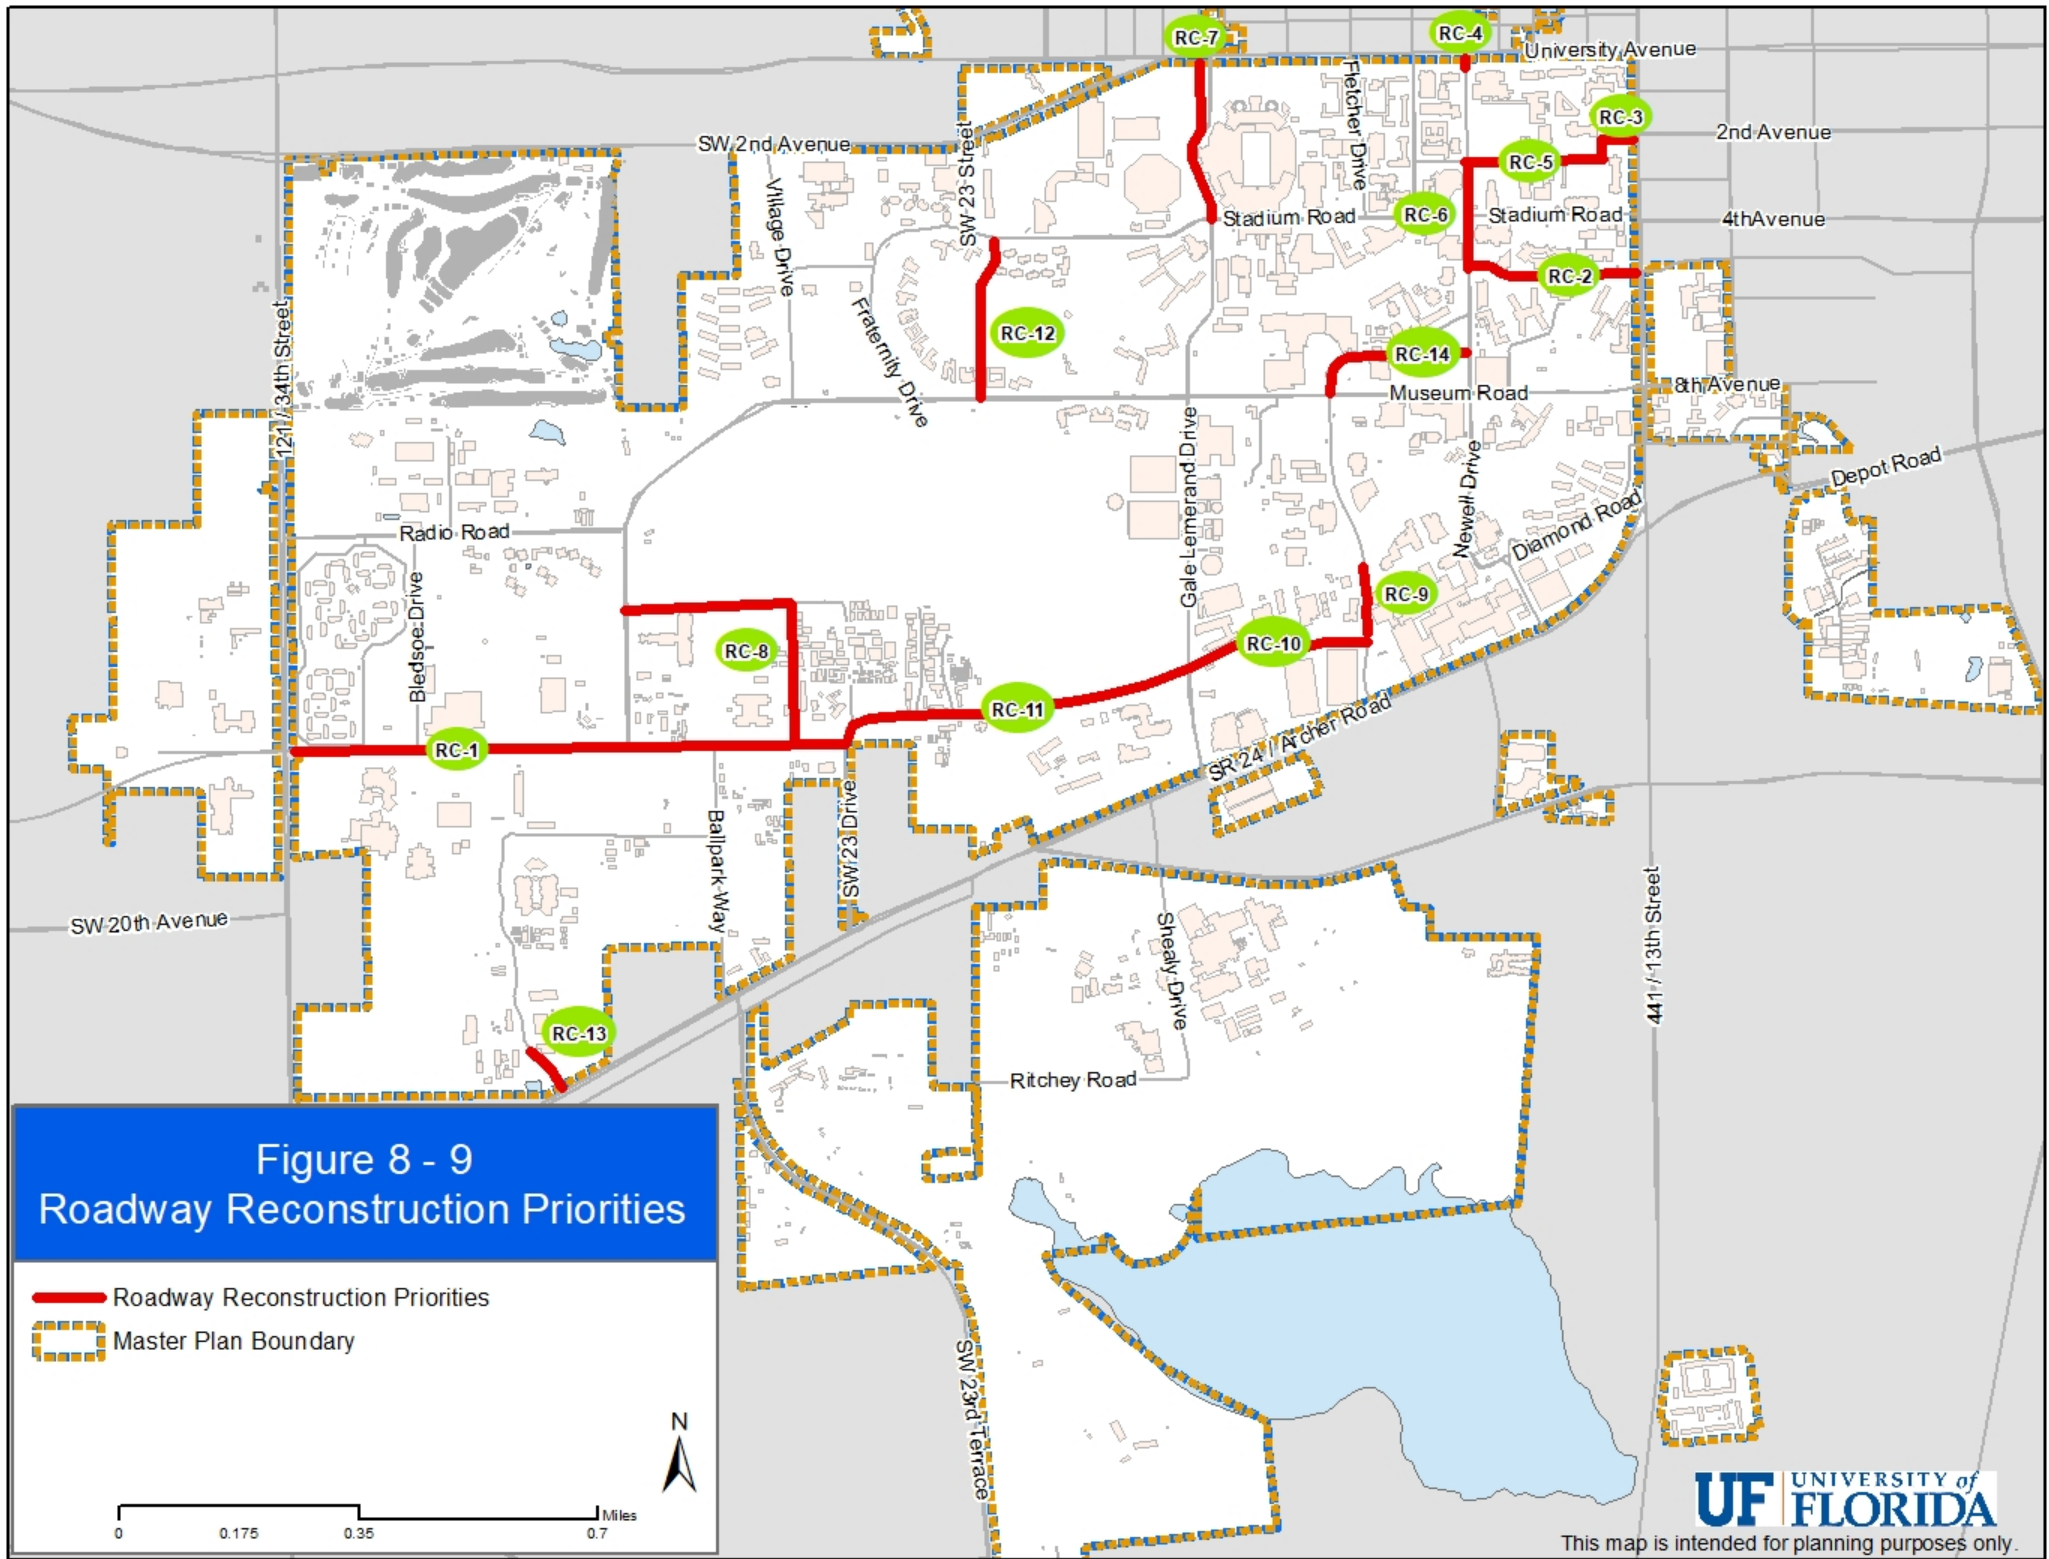 RC-7
RC-4
University Avenue
Fletcher Drive
RC-3
2nd Avenue
SW 2nd Avenue
SW 23 Street
RC-5
Village Drive
Stadium Road
RC-6
Stadium Road
4thAvenue
RC-2
121 / 34th Street
Fraternity Drive
RC-12
RC-14
Museum Road
8th Avenue
Gale Lemerand Drive
Newell Drive
Depot Road
Diamond Road
Radio Road
Bledsoe Drive
RC-9
RC-8
RC-10
RC-11
RC-1
SR 24 / Archer Road
Ballpark Way
SW 23 Drive
SW 20th Avenue
Shealy Drive
441 / 13th Street
RC-13
Ritchey Road
Figure 8 - 9
Roadway Reconstruction Priorities
Roadway Reconstruction Priorities
Master Plan Boundary
SW 23rd Terrace
N
Miles
0 0.175 0.35 0.7
UF UNIVERSITY of
FLORIDA
This map is intended for planning purposes only.